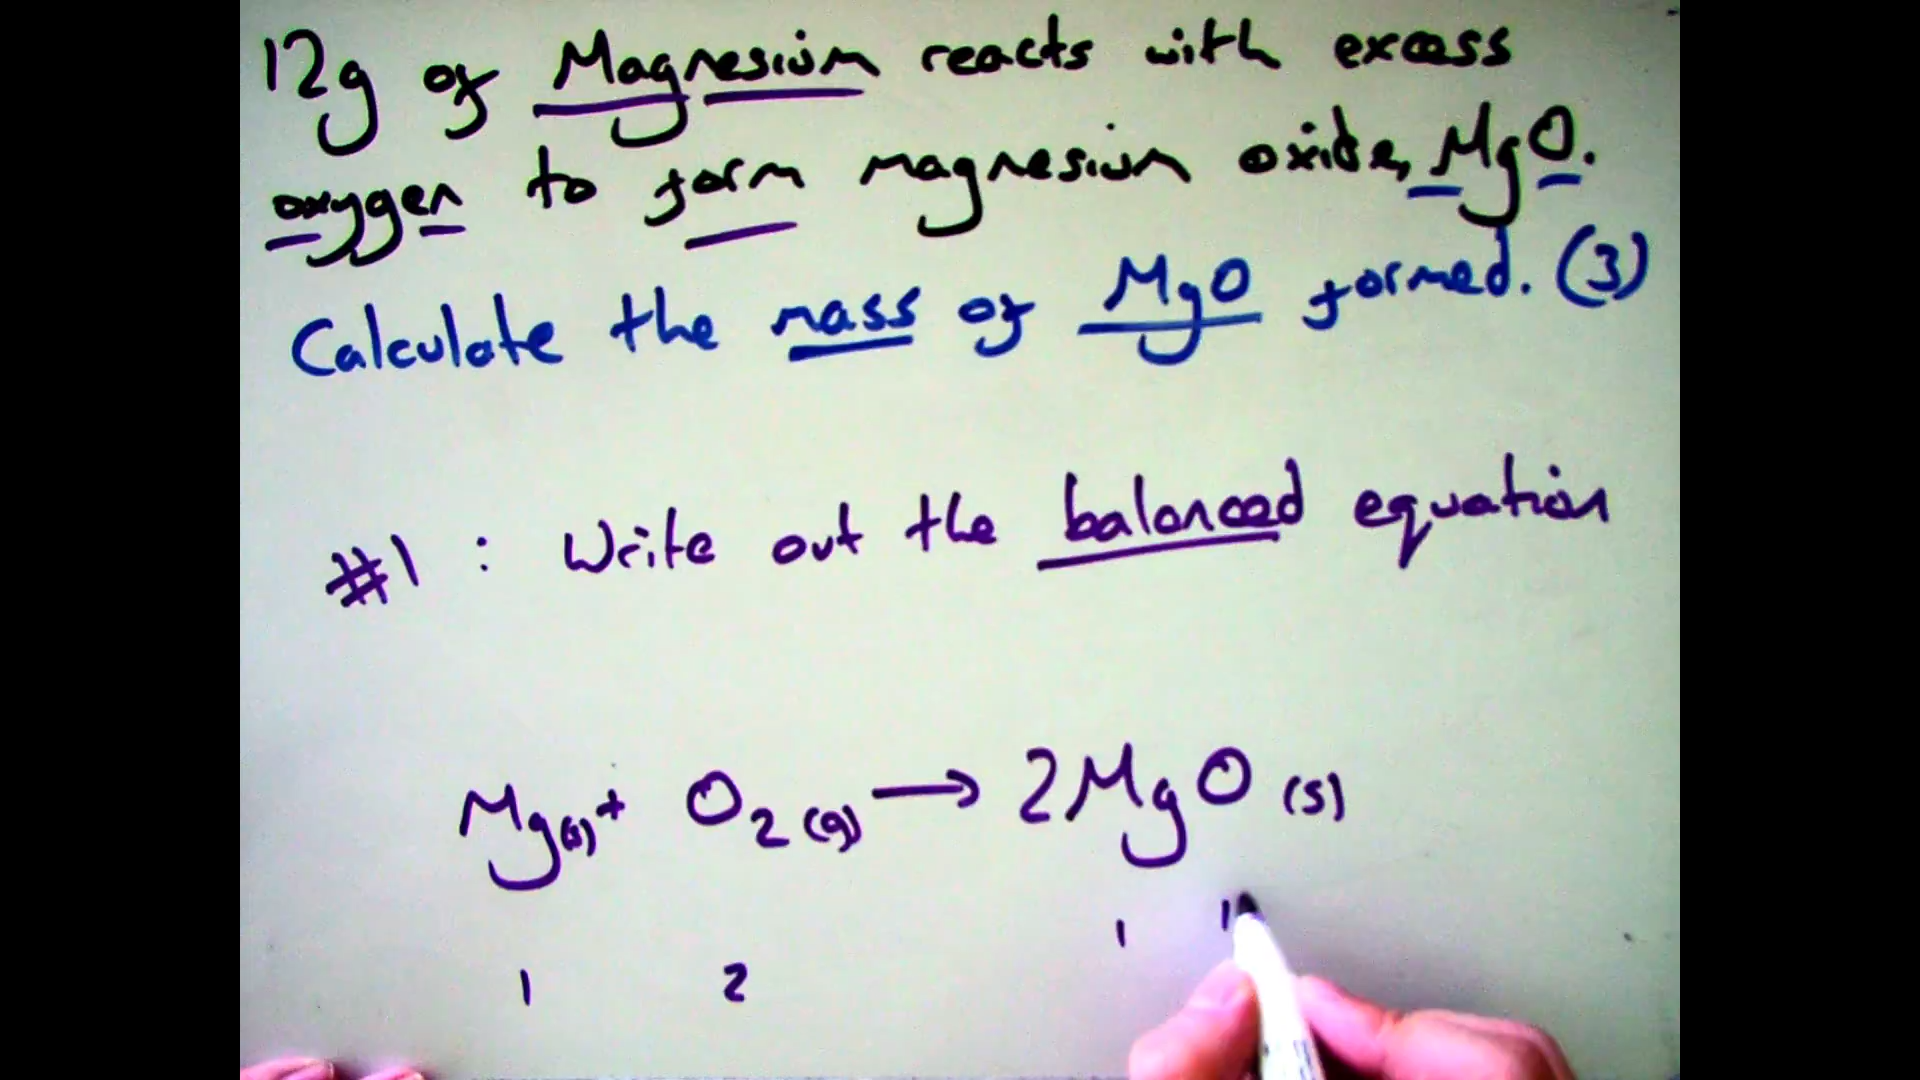 12g of Magnesium reacts with excess
oxygen to form magnesium oxide, MgO.
Calculate the mass of MgO formed. (3)
#1 : Write out the balanced equation
Mg(s) + O2 (g) → 2MgO (s)
1 1
1 2